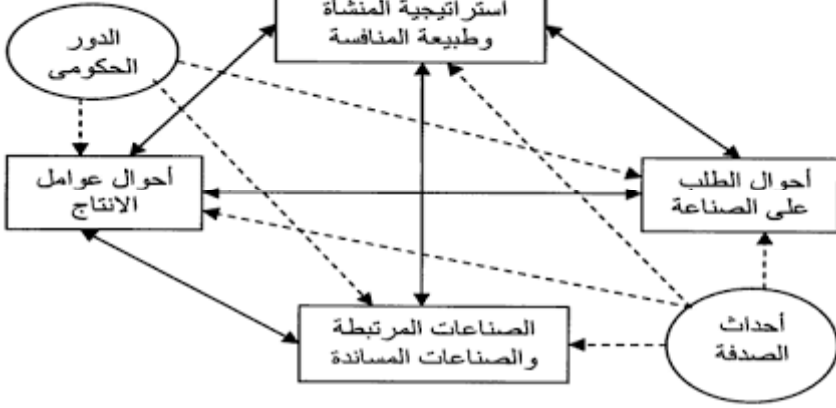 استراتيجية المنشأة
وطبيعة المنافسة
الدور
الحكومى
أحوال عوامل
الانتاج
أحوال الطلب
على الصناعة
الصناعات المرتبطة
والصناعات المساندة
أحداث
الصدفة